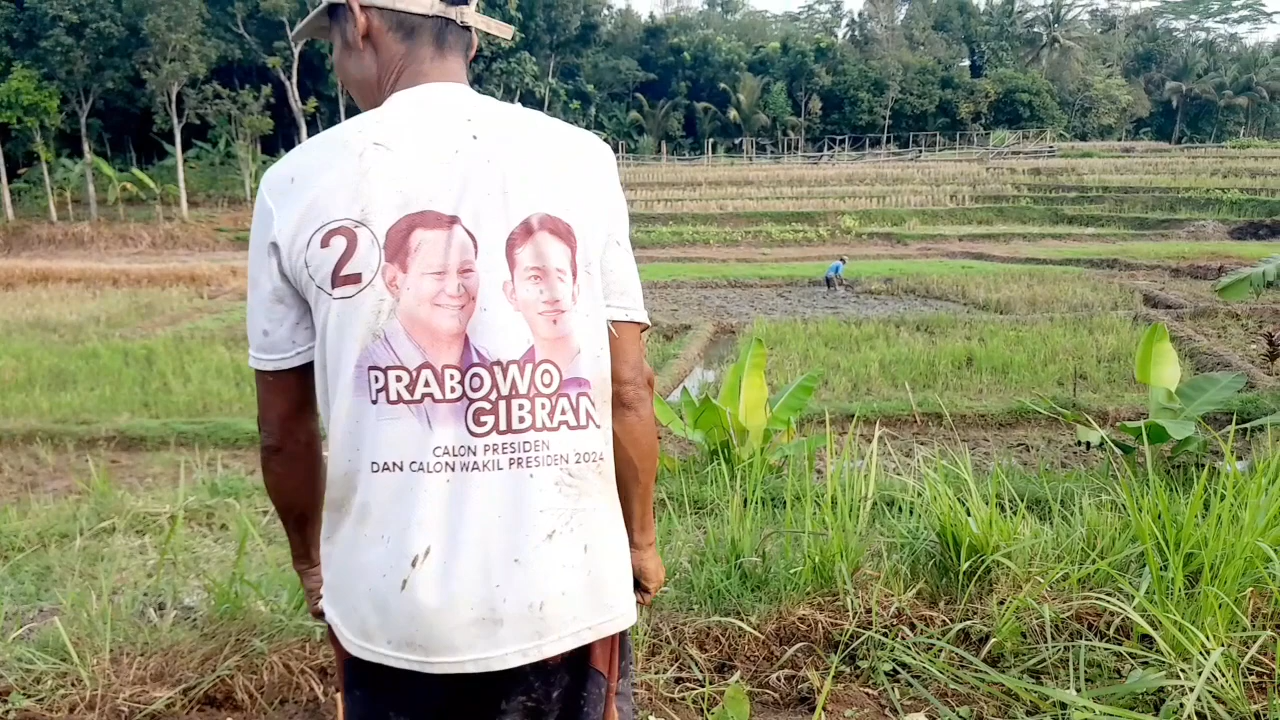 2
PRABOWO
GIBRAN
CALON PRESIDEN
DAN CALON WAKIL PRESIDEN 2024